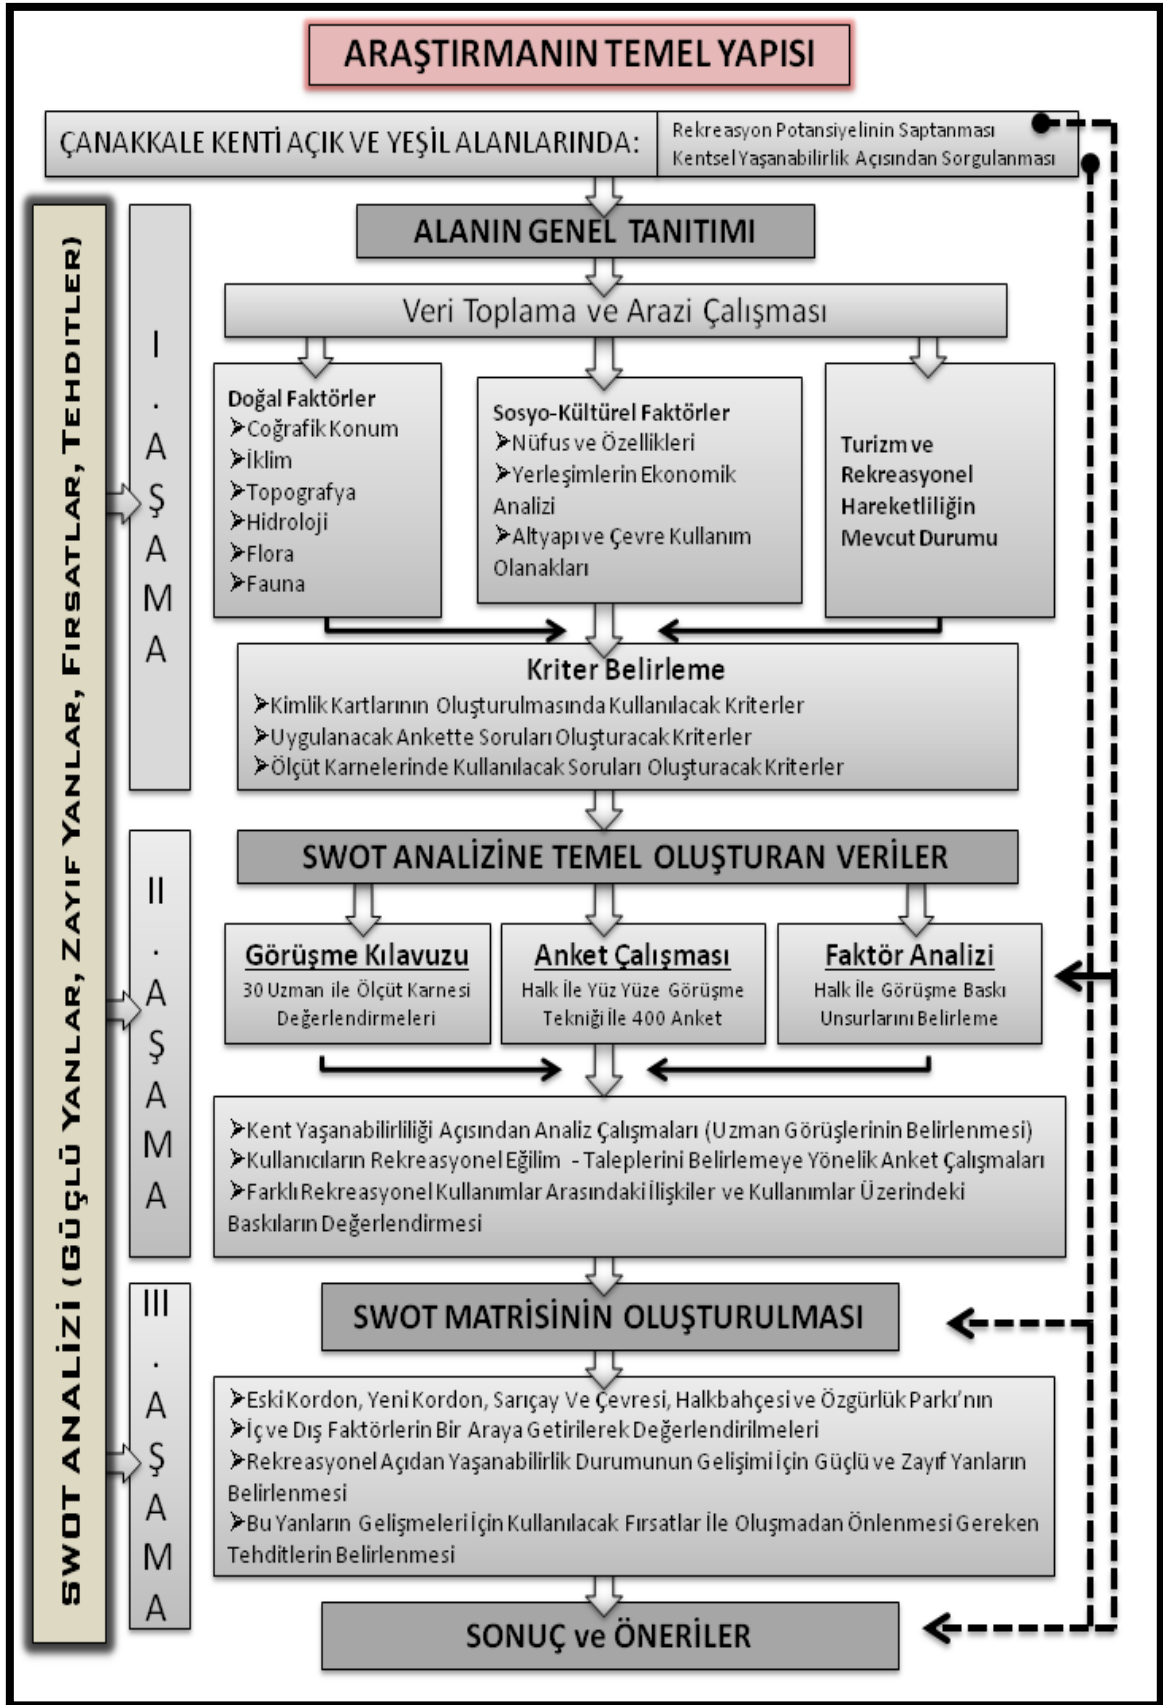 ARAŞTIRMANIN TEMEL YAPISI
ÇANAKKALE KENTİ AÇIK VE YEŞİL ALANLARINDA:
Rekreasyon Potansiyelinin Saptanması
Kentsel Yaşanabilirlik Açısından Sorgulanması
SWOT ANALİZİ (GÜÇLÜ YANLAR, ZAYIF YANLAR, FIRSATLAR, TEHDİTLER)
I. AŞAMA
ALANIN GENEL TANITIMI
Veri Toplama ve Arazi Çalışması
Doğal Faktörler
➢Coğrafik Konum
➢İklim
➢Topografya
➢Hidroloji
➢Flora
➢Fauna
Sosyo-Kültürel Faktörler
➢Nüfus ve Özellikleri
➢Yerleşimlerin Ekonomik
Analizi
➢Altyapı ve Çevre Kullanım
Olanakları
Turizm ve
Rekreasyonel
Hareketliliğin
Mevcut Durumu
Kriter Belirleme
➢Kimlik Kartlarının Oluşturulmasında Kullanılacak Kriterler
➢Uygulanacak Ankette Soruları Oluşturacak Kriterler
➢Ölçüt Karnelerinde Kullanılacak Soruları Oluşturacak Kriterler
II. AŞAMA
SWOT ANALİZİNE TEMEL OLUŞTURAN VERİLER
Görüşme Kılavuzu
30 Uzman ile Ölçüt Karnesi
Değerlendirmeleri
Anket Çalışması
Halk İle Yüz Yüze Görüşme
Tekniği İle 400 Anket
Faktör Analizi
Halk İle Görüşme Baskı
Unsurlarını Belirleme
➢Kent Yaşanabilirliliği Açısından Analiz Çalışmaları (Uzman Görüşlerinin Belirlenmesi)
➢Kullanıcıların Rekreasyonel Eğilim - Taleplerini Belirlemeye Yönelik Anket Çalışmaları
➢Farklı Rekreasyonel Kullanımlar Arasındaki İlişkiler ve Kullanımlar Üzerindeki
Baskıların Değerlendirmesi
III. AŞAMA
SWOT MATRİSİNİN OLUŞTURULMASI
➢Eski Kordon, Yeni Kordon, Sarıçay Ve Çevresi, Halkbahçesi ve Özgürlük Parkı'nın
➢İç ve Dış Faktörlerin Bir Araya Getirilerek Değerlendirilmeleri
➢Rekreasyonel Açıdan Yaşanabilirlik Durumunun Gelişimi İçin Güçlü ve Zayıf Yanların
Belirlenmesi
➢Bu Yanların Gelişmeleri İçin Kullanılacak Fırsatlar İle Oluşmadan Önlenmesi Gereken
Tehditlerin Belirlenmesi
SONUÇ ve ÖNERİLER